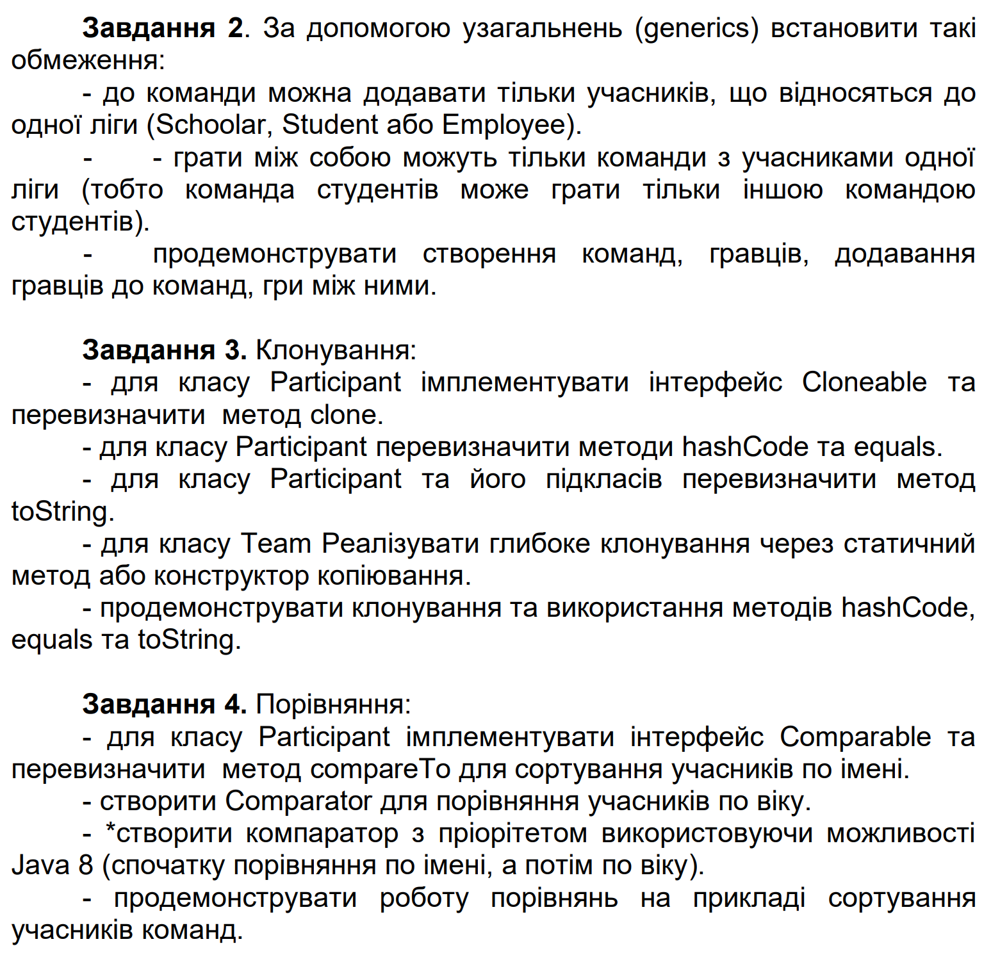 Завдання 2. За допомогою узагальнень (generics) встановити такі
обмеження:
- до команди можна додавати тільки учасників, що відносяться до
одної ліги (Schoolar, Student або Employee).
- - грати між собою можуть тільки команди з учасниками одної
ліги (тобто команда студентів може грати тільки іншою командою
студентів).
- продемонструвати створення команд, гравців, додавання
гравців до команд, гри між ними.
Завдання 3. Клонування:
- для класу Participant імплементувати інтерфейс Cloneable та
перевизначити метод clone.
- для класу Participant перевизначити методи hashCode та equals.
- для класу Participant та його підкласів перевизначити метод
toString.
- для класу Team Реалізувати глибоке клонування через статичний
метод або конструктор копіювання.
- продемонструвати клонування та використання методів hashCode,
equals та toString.
Завдання 4. Порівняння:
- для класу Participant імплементувати інтерфейс Comparable та
перевизначити метод compareTo для сортування учасників по імені.
- створити Comparator для порівняння учасників по віку.
- *створити компаратор з пріорітетом використовуючи можливості
Java 8 (спочатку порівняння по імені, а потім по віку).
- продемонструвати роботу порівнянь на прикладі сортування
учасників команд.